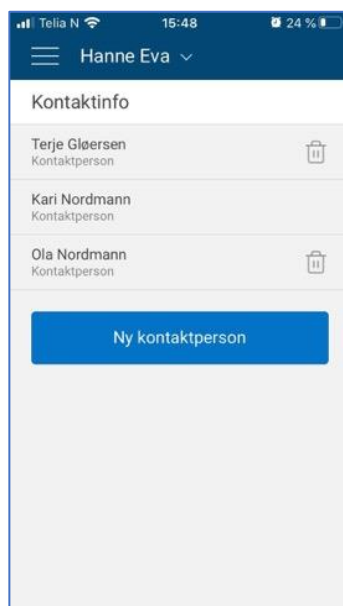 Telia N 15:48 24 %
Hanne Eva
Kontaktinfo
Terje Gløersen
Kontaktperson
Kari Nordmann
Kontaktperson
Ola Nordmann
Kontaktperson
Ny kontaktperson